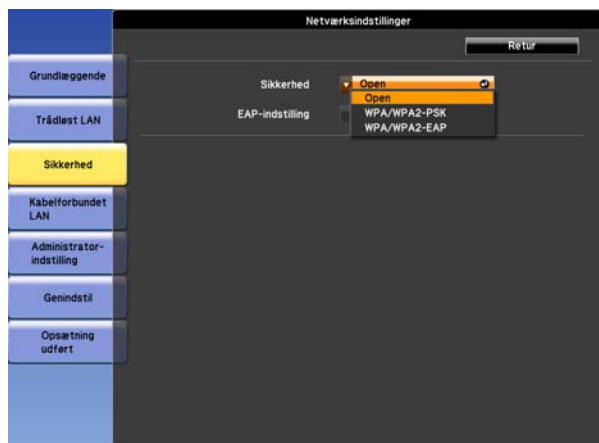 Netværksindstillinger
Retur
Grundlæggende
Trådløst LAN
Sikkerhed
Kabelforbundet
LAN
Administrator-
indstilling
Genindstil
Opsætning
udført
Sikkerhed
Open
Open
WPA/WPA2-PSK
WPA/WPA2-EAP
EAP-indstilling